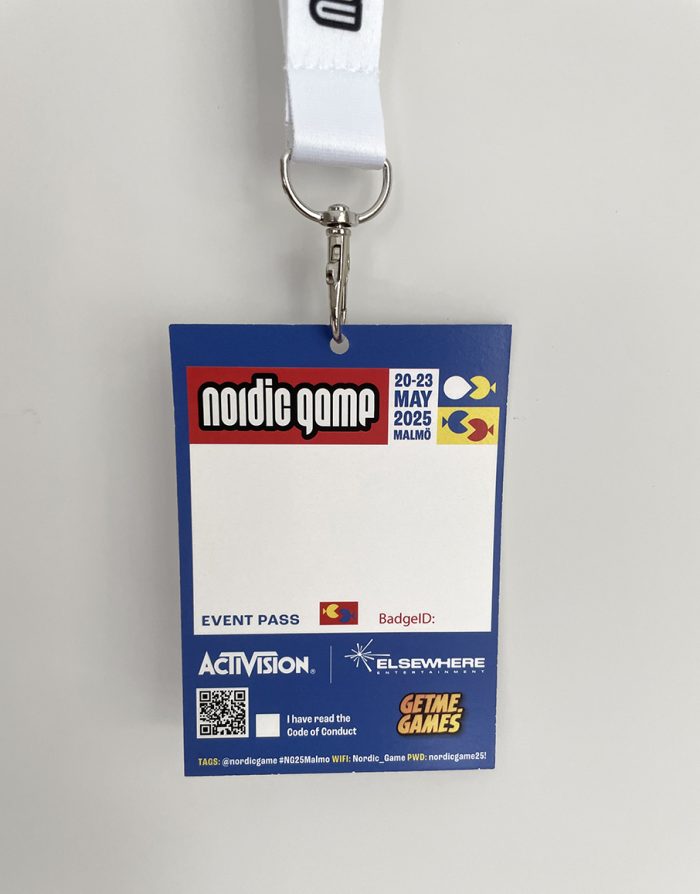 nordic game
20-23
MAY
2025
MALMÖ
EVENT PASS
BadgeID:
ACTIVISION®
ELSEWHERE
ENTERTAINMENT
I have read the
Code of Conduct
GETME.
GAMES
TAGS: @nordicgame #NG25Malmo WIFI: Nordic_Game PWD: nordicgame25!